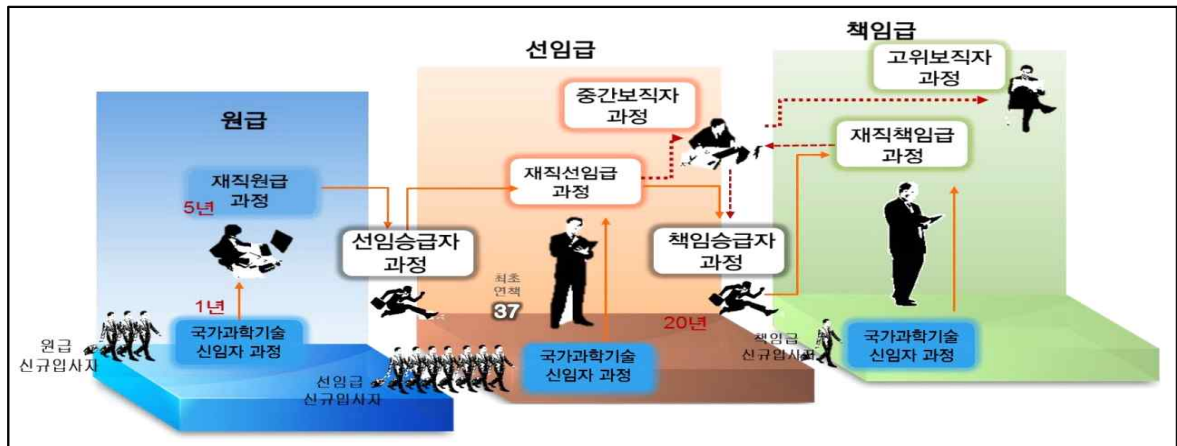 원급
선임급
책임급
재직원급
과정
5년
1년
국가과학기술
신임자 과정
원급
신규입사자
선임승급자
과정
중간보직자
과정
재직선임급
과정
최초
연책
37
국가과학기술
신임자 과정
선임급
신규입사자
책임승급자
과정
20년
고위보직자
과정
재직책임급
과정
국가과학기술
신임자 과정
책임급
신규입사자